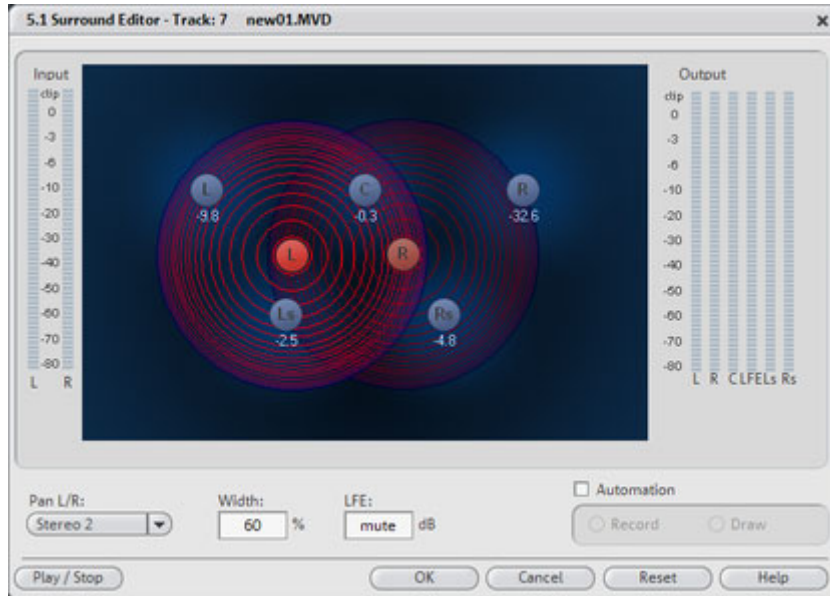 5.1 Surround Editor - Track: 7 new01.MVD x
Input
clip
0
-3
-6
-10
-20
-30
-40
-50
-60
-70
-80
L R
L
-9.8
C
-0.3
R
-32.6
L
R
Ls
-2.5
Rs
-4.8
Output
clip
0
-3
-6
-10
-20
-30
-40
-50
-60
-70
-80
L R C LFE Ls Rs
Pan L/R:
Stereo 2
Width:
60 %
LFE:
mute dB
Automation
Record Draw
Play / Stop OK Cancel Reset Help